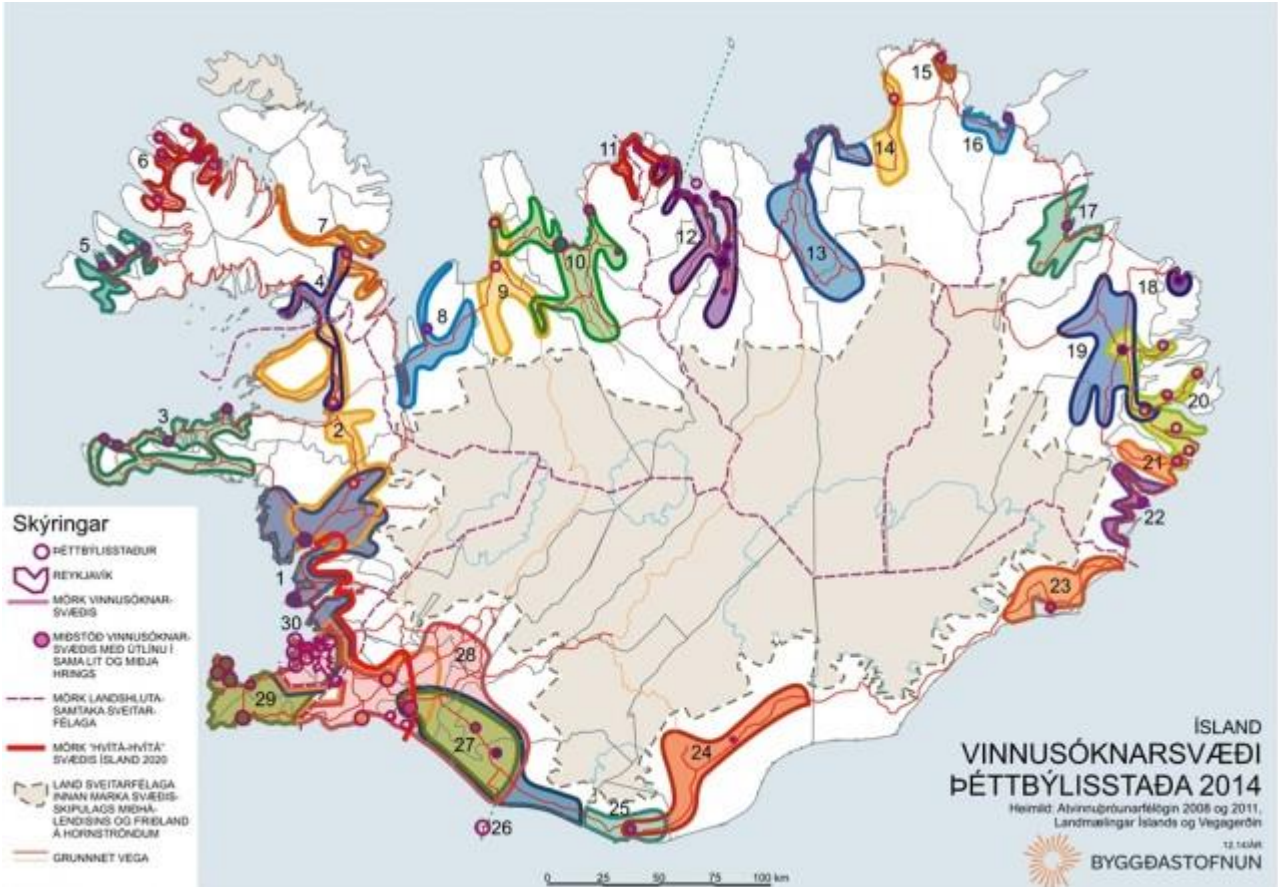 15
6
11
14
16
7
5
12
17
10
13
4
9
18
8
19
3
20
2
21
22
Skýringar
ÞÉTTBÝLISSTAÐUR
REYKJAVÍK
MÖRK VINNUSÓKNAR-
SVÆÐIS
MIÐSTÖÐ VINNUSÓKNAR-
SVÆÐIS MEÐ ÚTLÍNU Í
SAMA LIT OG MIÐJA
HRINGS
MÖRK LANDSHLUTA-
SAMTAKA SVEITAR-
FÉLAGA
MÖRK "HVÍTÁ-HVÍTÁ"
SVÆÐIS ÍSLAND 2020
LAND SVEITARFÉLAGA
INNAN MARKA SVÆÐIS-
SKIPULAGS MIÐHÁ-
LENDISINS OG FRIÐLAND
Á HORNSTRÖNDUM
GRUNNNET VEGA
1
23
30
28
29
27
24
25
26
ÍSLAND
VINNUSÓKNARSVÆÐI
ÞÉTTBÝLISSTAÐA 2014
Heimild: Atvinnuþróunarfélögin 2008 og 2011,
Landmælingar Íslands og Vegagerðin
BYGGÐASTOFNUN
0 25 50 75 100 km